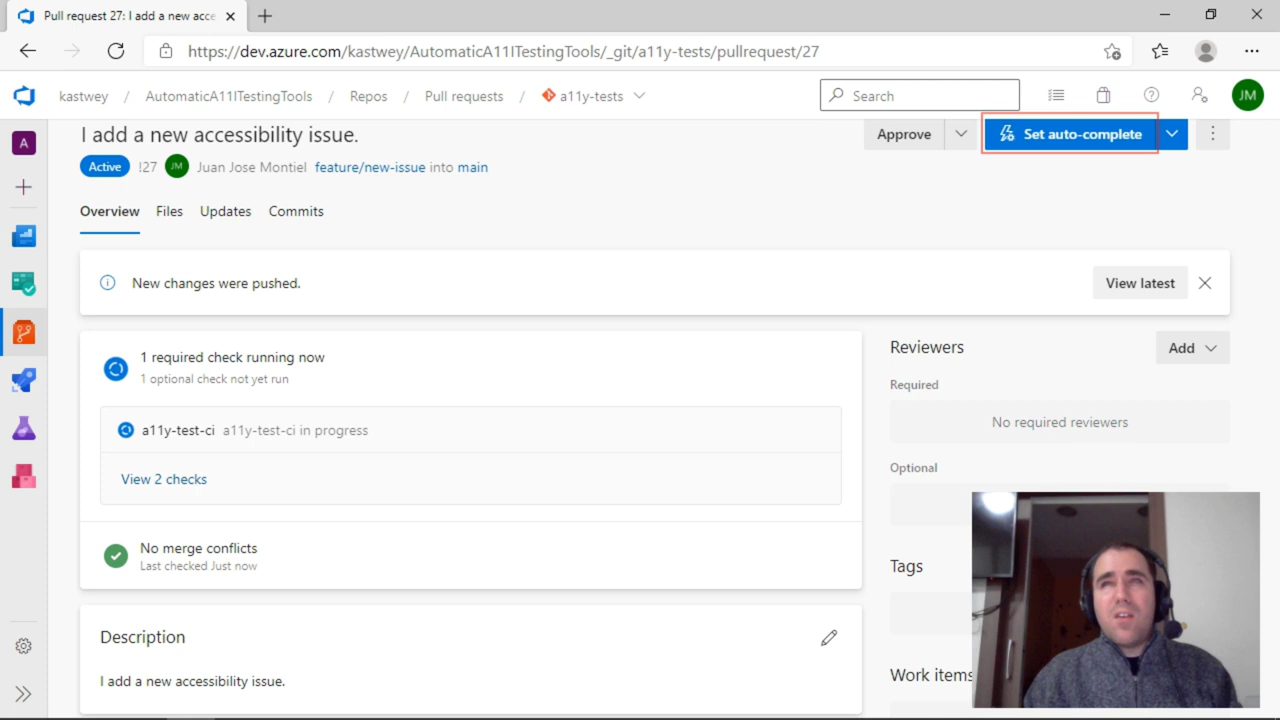 Pull request 27: I add a new acce
https://dev.azure.com/kastwey/AutomaticA11ITestingTools/_git/a11y-tests/pullrequest/27
kastwey / AutomaticA11ITestingTools / Repos / Pull requests / a11y-tests
Search
JM
A
I add a new accessibility issue.
Approve
Set auto-complete
Active !27 JM Juan Jose Montiel feature/new-issue into main
Overview Files Updates Commits
New changes were pushed.
View latest
1 required check running now
1 optional check not yet run
a11y-test-ci a11y-test-ci in progress
View 2 checks
No merge conflicts
Last checked Just now
Description
I add a new accessibility issue.
Reviewers
Add
Required
No required reviewers
Optional
Tags
Work items